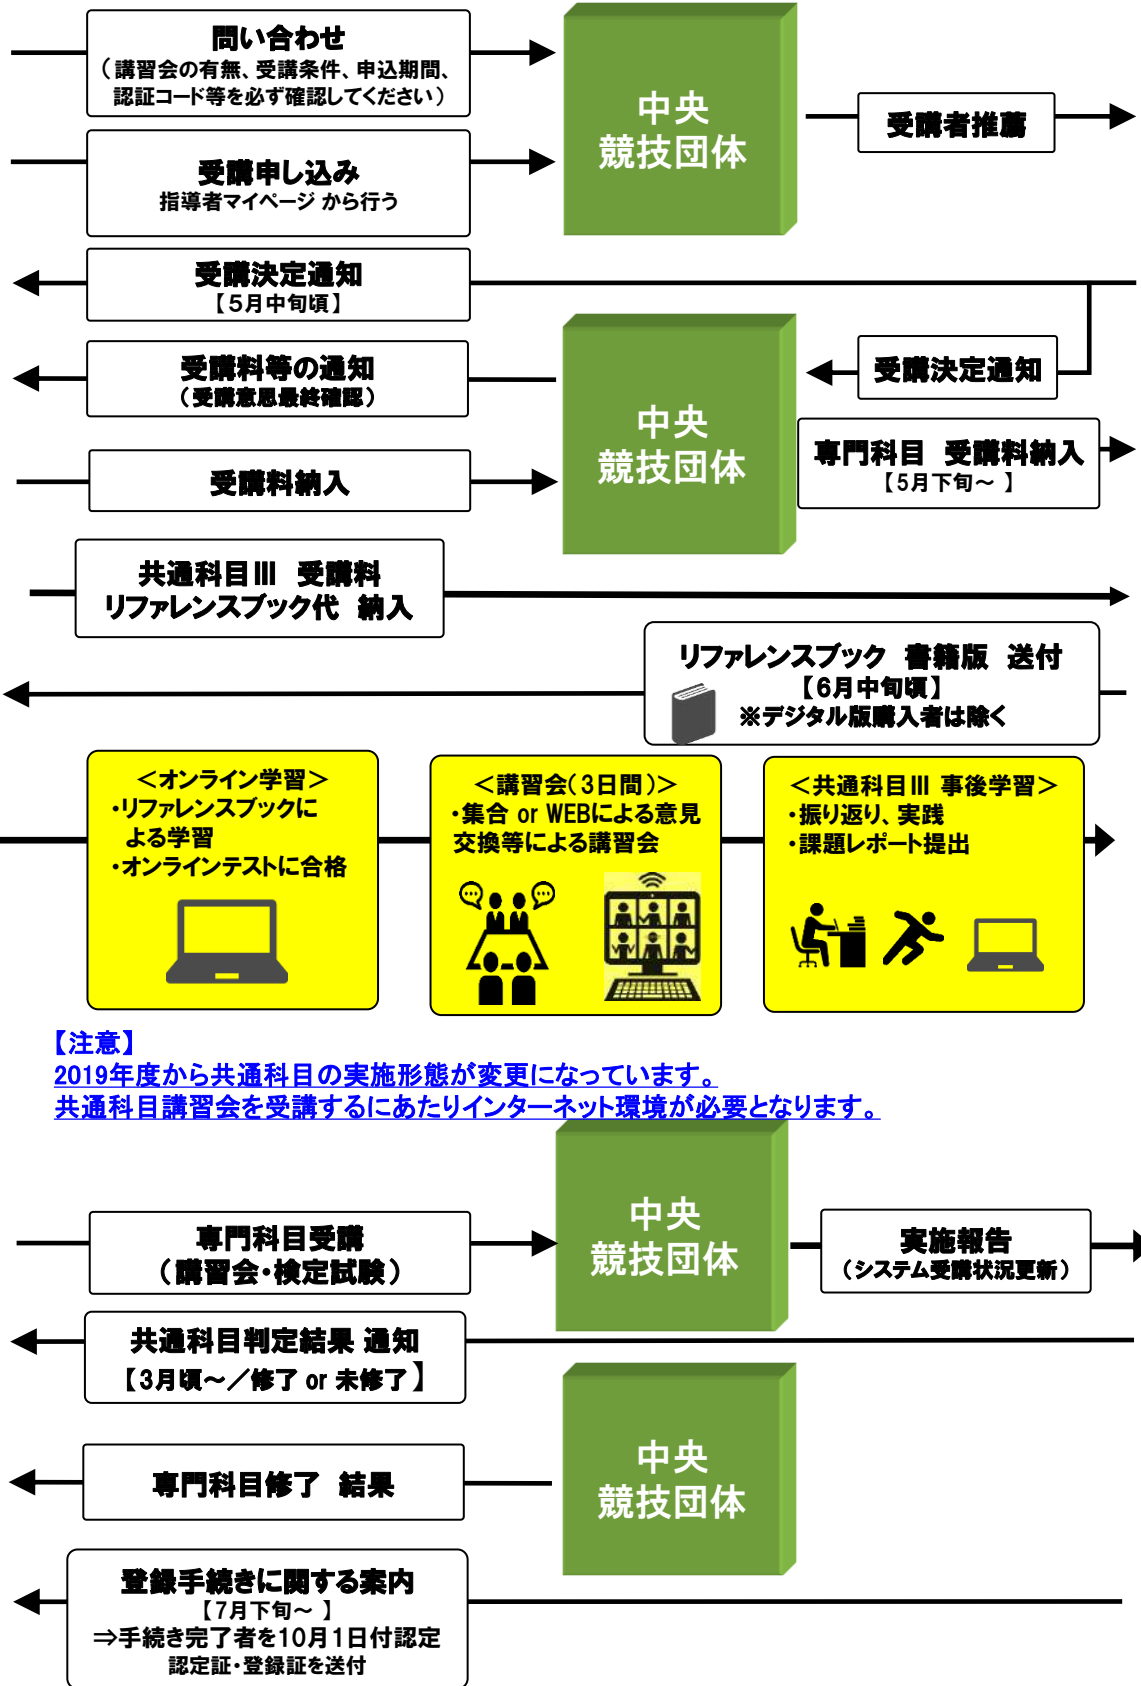 問い合わせ
（講習会の有無、受講条件、申込期間、
認証コード等を必ず確認してください）
中央
競技団体
受講者推薦
受講申し込み
指導者マイページ から行う
受講決定通知
【5月中旬頃】
受講料等の通知
（受講意思最終確認）
中央
競技団体
受講決定通知
専門科目　受講料納入
【5月下旬～ 】
受講料納入
共通科目Ⅲ　受講料
リファレンスブック代　納入
リファレンスブック　書籍版　送付
【6月中旬頃】
※デジタル版購入者は除く
＜オンライン学習＞
・リファレンスブックに
よる学習
・オンラインテストに合格
＜講習会（3日間）＞
・集合 or WEBによる意見
交換等による講習会
＜共通科目Ⅲ 事後学習＞
・振り返り、実践
・課題レポート提出
【注意】
2019年度から共通科目の実施形態が変更になっています。
共通科目講習会を受講するにあたりインターネット環境が必要となります。
専門科目受講
（講習会・検定試験）
中央
競技団体
実施報告
（システム受講状況更新）
共通科目判定結果 通知
【3月頃～／修了 or 未修了】
専門科目修了　結果
中央
競技団体
登録手続きに関する案内
【7月下旬～ 】
⇒手続き完了者を10月1日付認定
認定証・登録証を送付